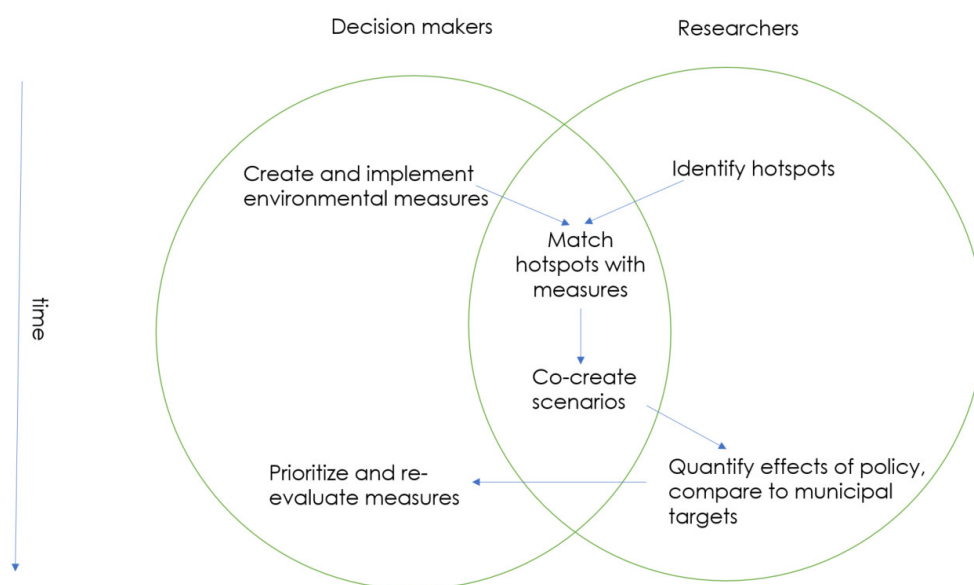 Decision makers
Researchers
Create and implement
environmental measures
Identify hotspots
Match
hotspots with
measures
time
Co-create
scenarios
Prioritize and re-
evaluate measures
Quantify effects of policy,
compare to municipal
targets